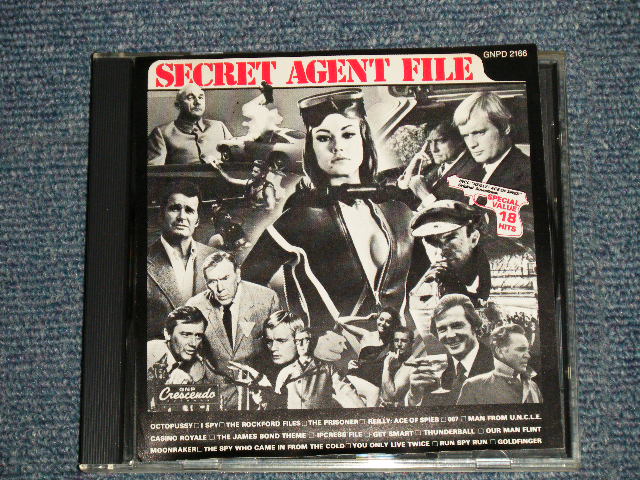 GNPD 2166
SECRET AGENT FILE
SPECIAL
VALUE
18
HITS
GNP
Crescendo
OCTOPUSSY □ I SPY □ THE ROCKFORD FILES □ THE PRISONER □ REILLY: ACE OF SPIES □ 007 □ MAN FROM U.N.C.L.E.
CASINO ROYALE □ THE JAMES BOND THEME □ IPCRESS FILE □ GET SMART □ THUNDERBALL □ OUR MAN FLINT
MOONRAKER □ THE SPY WHO CAME IN FROM THE COLD □ YOU ONLY LIVE TWICE □ RUN SPY RUN □ GOLDFINGER